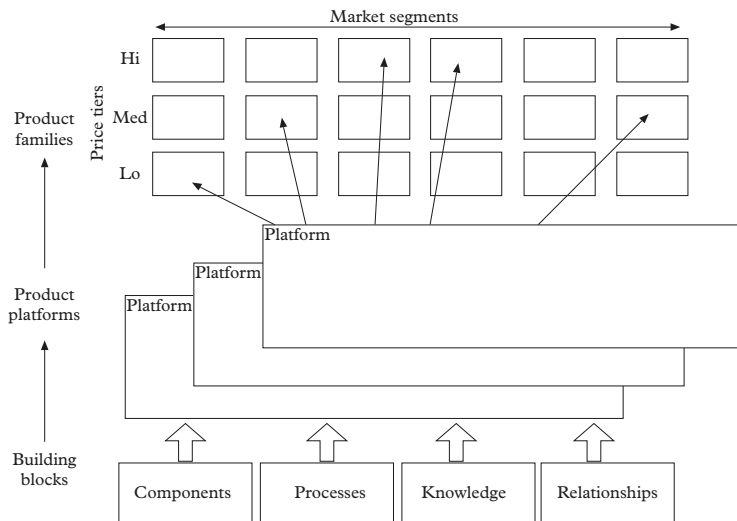 Market segments
Price tiers
Hi
Med
Lo
Product
families
Platform
Platform
Platform
Product
platforms
Building
blocks
Components
Processes
Knowledge
Relationships